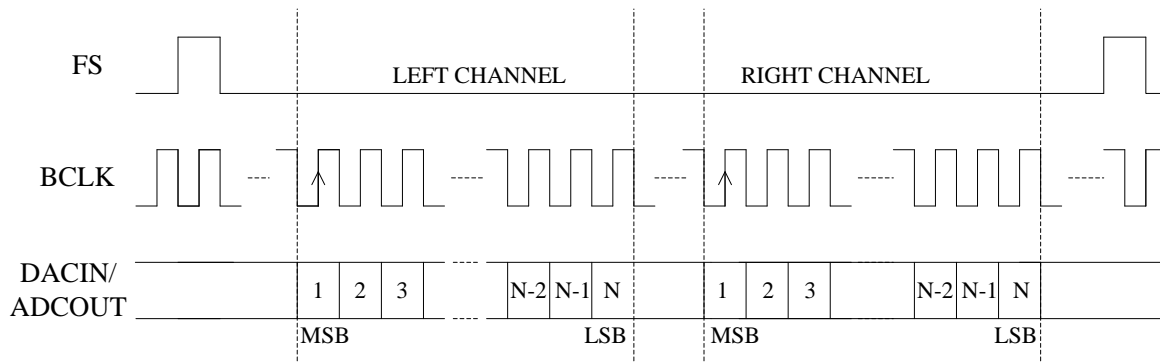 FS
LEFT CHANNEL
RIGHT CHANNEL
BCLK
DACIN/
ADCOUT
1 2 3 N-2 N-1 N 1 2 3 N-2 N-1 N
MSB LSB MSB LSB